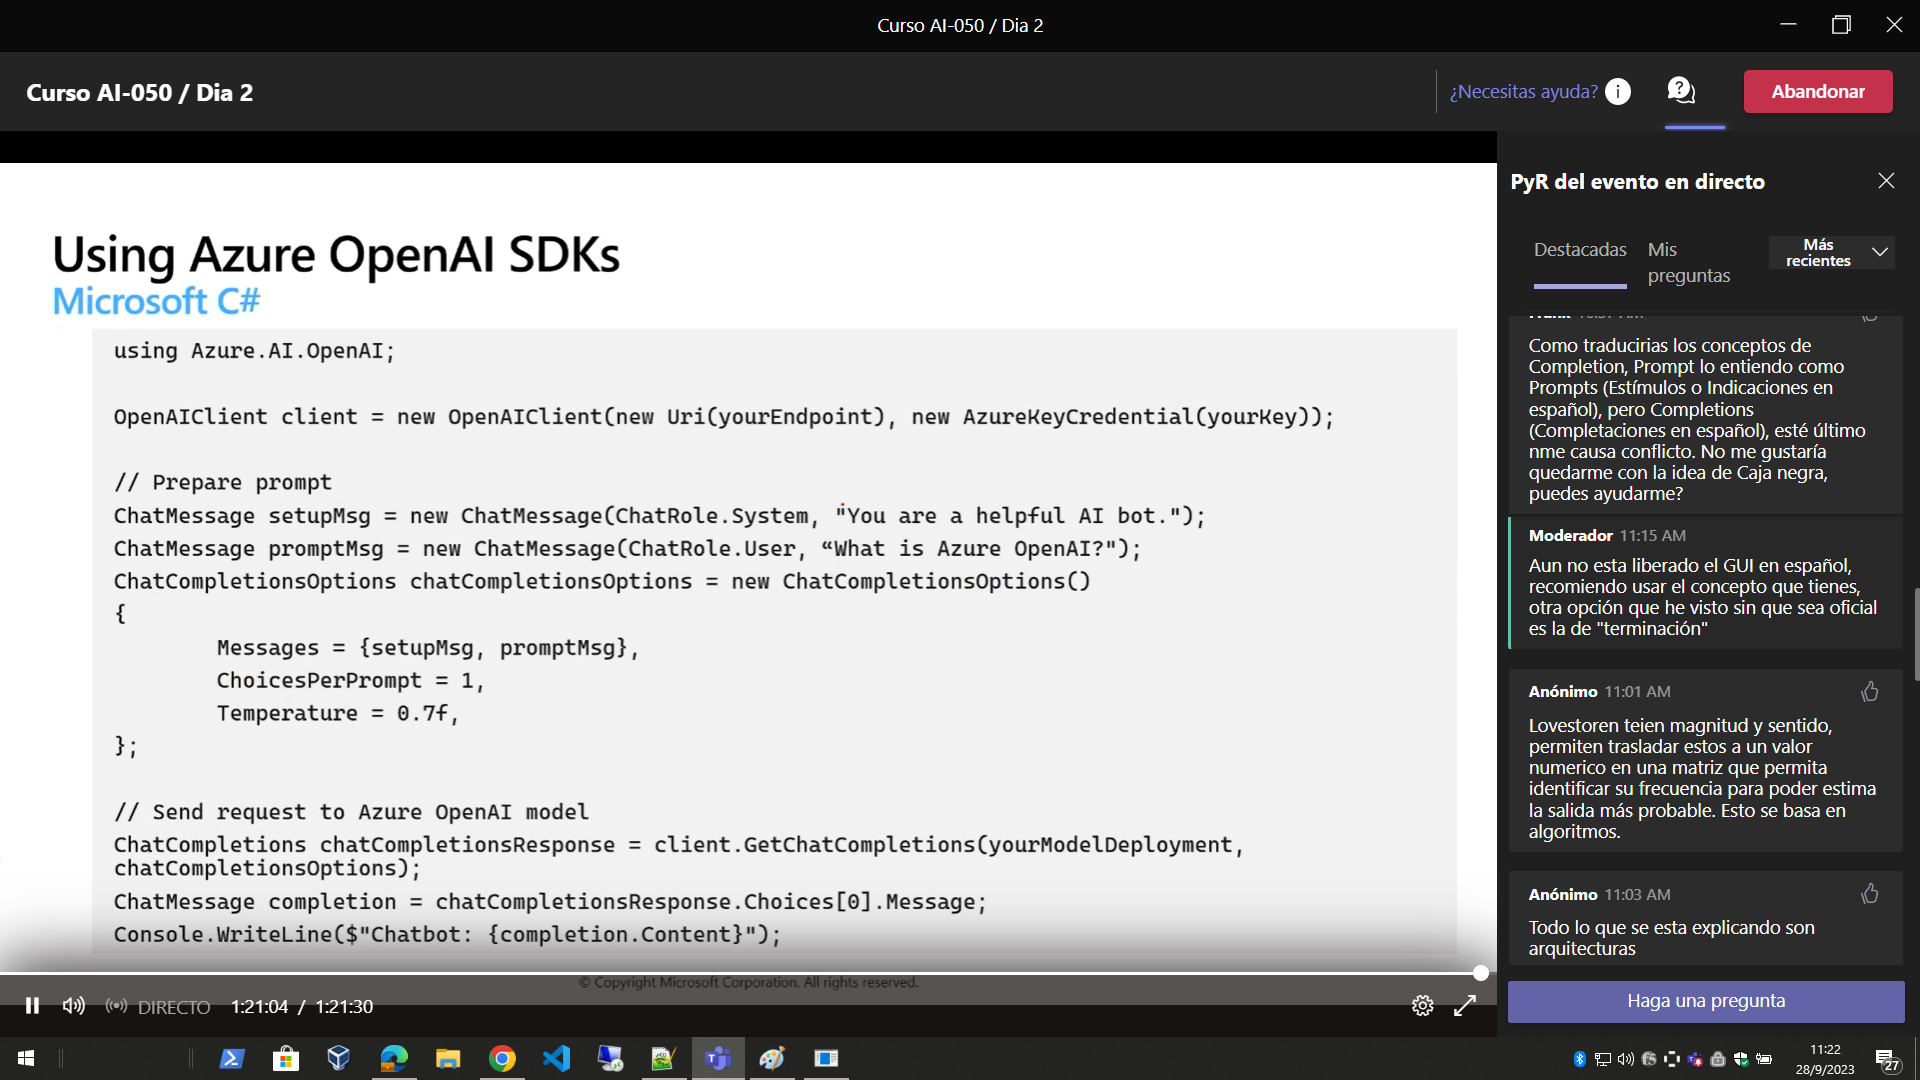 Curso AI-050 / Dia 2
Curso AI-050 / Dia 2
¿Necesitas ayuda?
Abandonar
Using Azure OpenAI SDKs
Microsoft C#
using Azure.AI.OpenAI;
OpenAIClient client = new OpenAIClient(new Uri(yourEndpoint), new AzureKeyCredential(yourKey));
// Prepare prompt
ChatMessage setupMsg = new ChatMessage(ChatRole.System, "You are a helpful AI bot.");
ChatMessage promptMsg = new ChatMessage(ChatRole.User, “What is Azure OpenAI?");
ChatCompletionsOptions chatCompletionsOptions = new ChatCompletionsOptions()
{
Messages = {setupMsg, promptMsg},
ChoicesPerPrompt = 1,
Temperature = 0.7f,
};
// Send request to Azure OpenAI model
ChatCompletions chatCompletionsResponse = client.GetChatCompletions(yourModelDeployment,
chatCompletionsOptions);
ChatMessage completion = chatCompletionsResponse.Choices[0].Message;
Console.WriteLine($"Chatbot: {completion.Content}");
© Copyright Microsoft Corporation. All rights reserved.
DIRECTO 1:21:04 / 1:21:30
PyR del evento en directo
Destacadas
Mis
preguntas
Más
recientes
Como traducirias los conceptos de
Completion, Prompt lo entiendo como
Prompts (Estímulos o Indicaciones en
español), pero Completions
(Completaciones en español), esté último
nme causa conflicto. No me gustaría
quedarme con la idea de Caja negra,
puedes ayudarme?
Moderador 11:15 AM
Aun no esta liberado el GUI en español,
recomiendo usar el concepto que tienes,
otra opción que he visto sin que sea oficial
es la de "terminación"
Anónimo 11:01 AM
Lovestoren teien magnitud y sentido,
permiten trasladar estos a un valor
numerico en una matriz que permita
identificar su frecuencia para poder estima
la salida más probable. Esto se basa en
algoritmos.
Anónimo 11:03 AM
Todo lo que se esta explicando son
arquitecturas
Haga una pregunta
11:22
28/9/2023
27